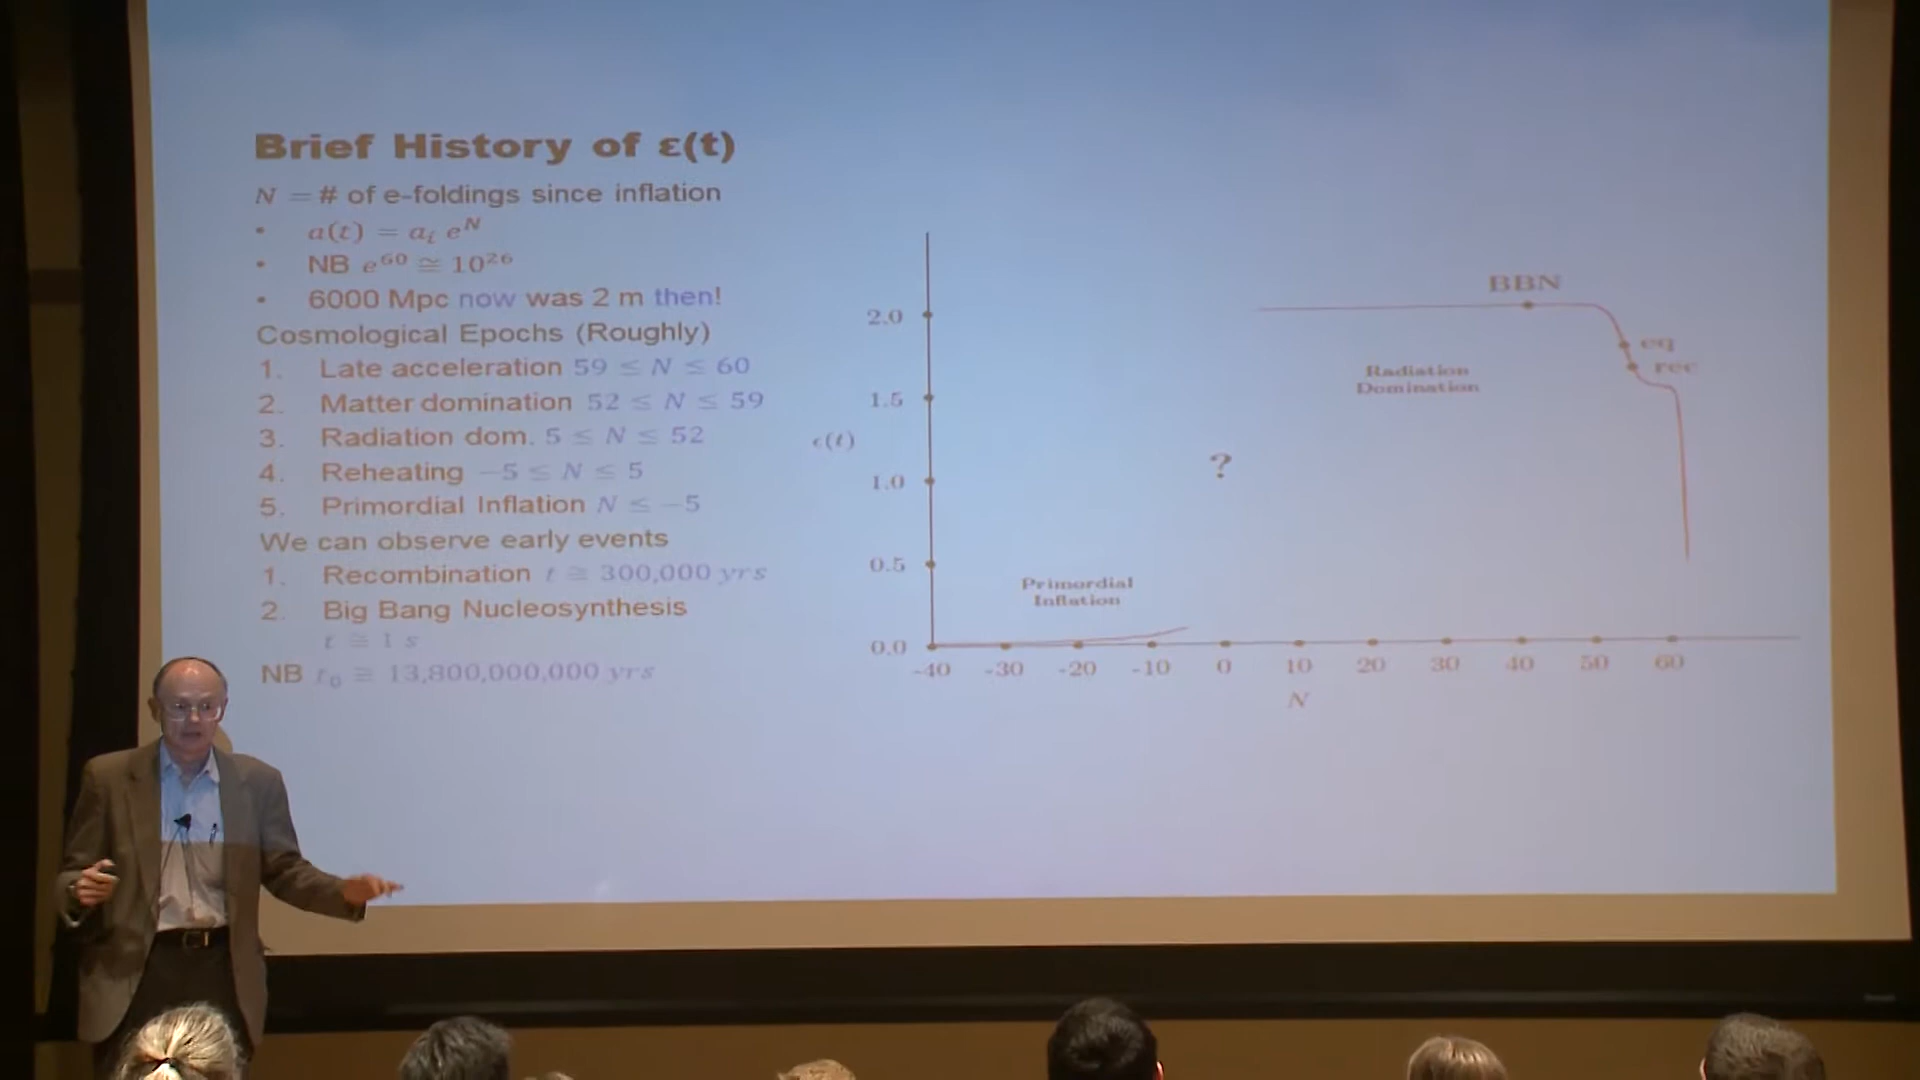 Brief History of ε(t)
N = # of e-foldings since inflation
• a(t) = aᵢ eᴺ
• NB e⁶⁰ ≅ 10²⁶
• 6000 Mpc now was 2 m then!
Cosmological Epochs (Roughly)
1. Late acceleration 59 ≤ N ≤ 60
2. Matter domination 52 ≤ N ≤ 59
3. Radiation dom. 5 ≤ N ≤ 52
4. Reheating −5 ≤ N ≤ 5
5. Primordial Inflation N ≤ −5
We can observe early events
1. Recombination t ≅ 300,000 yrs
2. Big Bang Nucleosynthesis
t ≅ 1 s
NB t₀ ≅ 13,800,000,000 yrs
BBN
2.0
eq
rec
Radiation
Domination
1.5
ϵ(t)
?
1.0
0.5
Primordial
Inflation
0.0
-40 -30 -20 -10 0 10 20 30 40 50 60
N